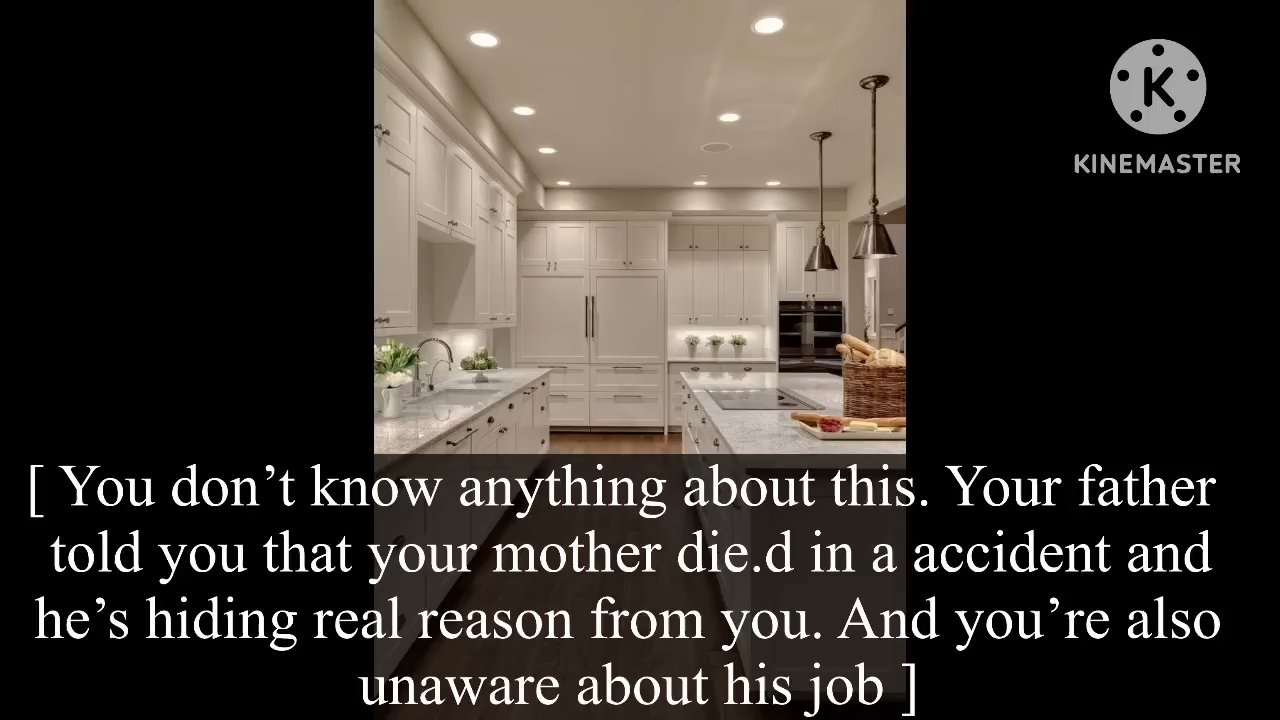 K
KINEMASTER
[ You don’t know anything about this. Your father
told you that your mother die.d in a accident and
he’s hiding real reason from you. And you’re also
unaware about his job ]